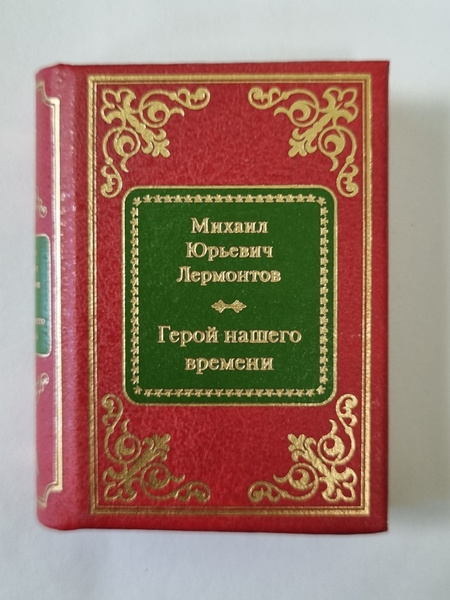 Михаил
Юрьевич
Лермонтов
Герой нашего
времени